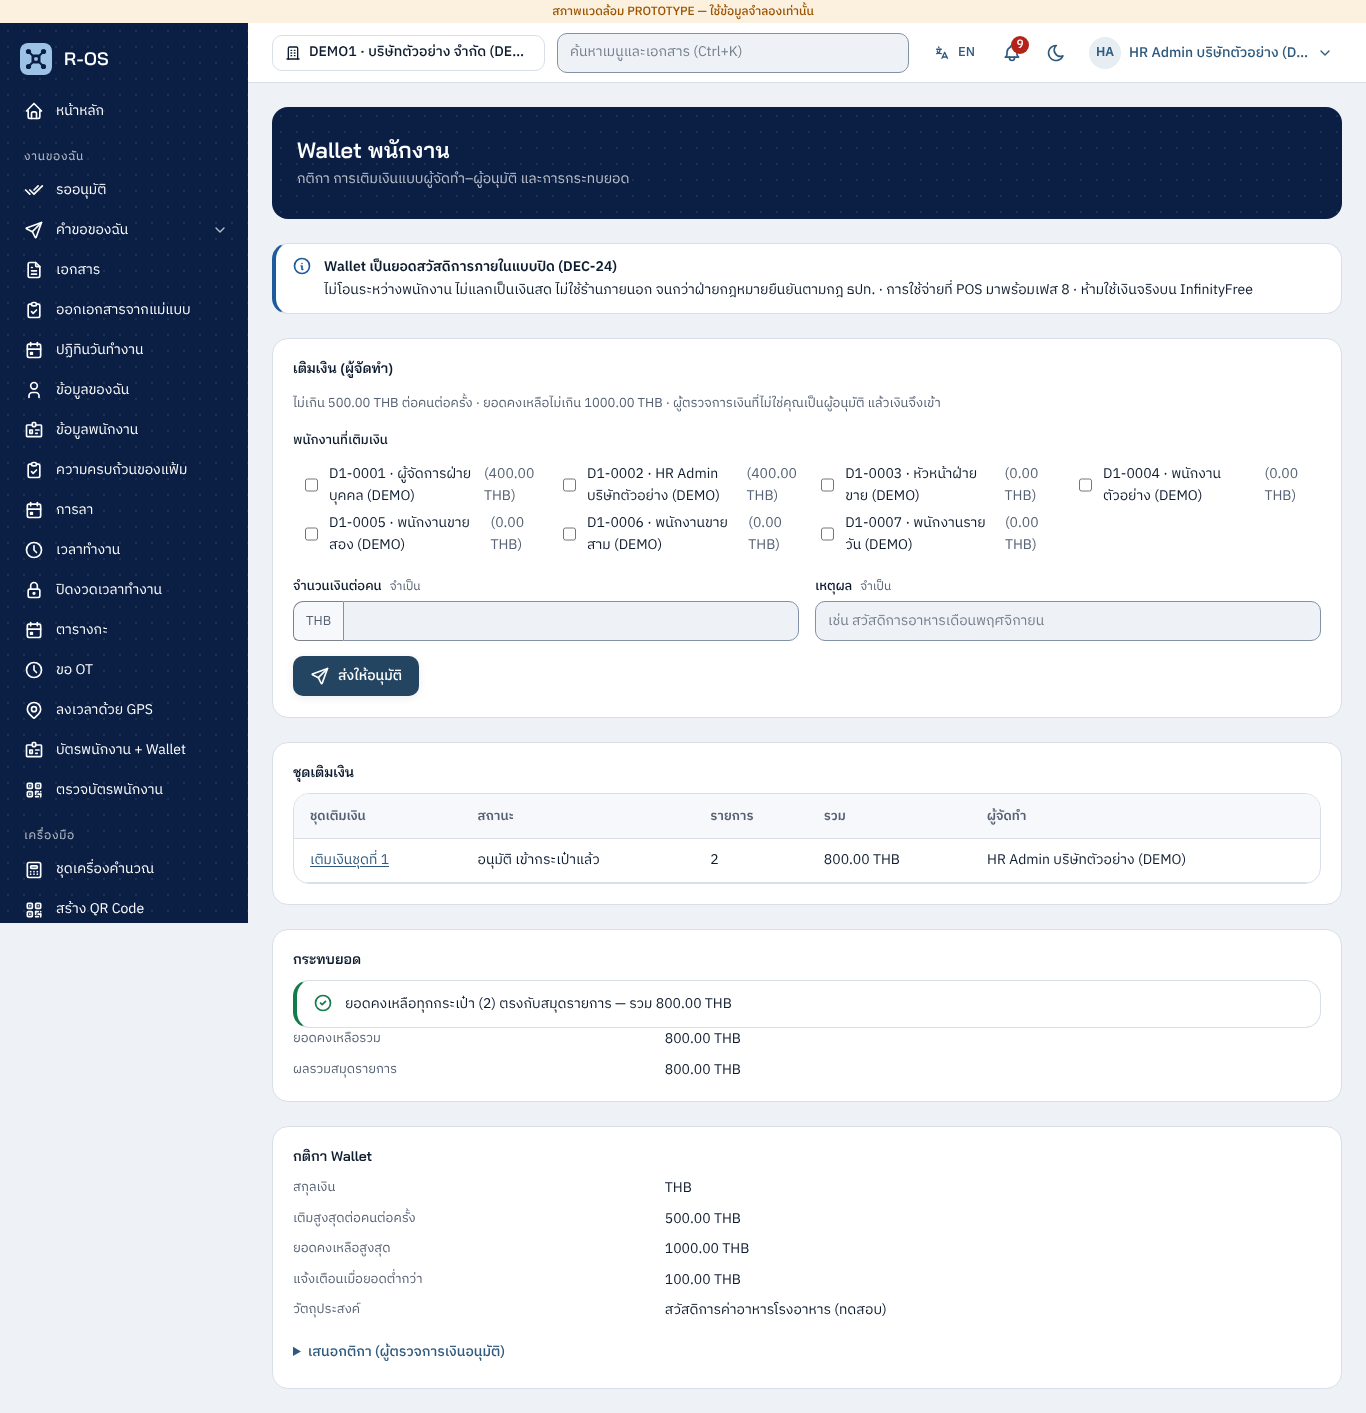 สภาพแวดล้อม PROTOTYPE — ใช้ข้อมูลจำลองเท่านั้น
R-OS
DEMO1 · บริษัทตัวอย่าง จำกัด (DE...
ค้นหาเมนูและเอกสาร (Ctrl+K)
EN
9
HA
HR Admin บริษัทตัวอย่าง (D...
หน้าหลัก
งานของฉัน
รออนุมัติ
คำขอของฉัน
เอกสาร
ออกเอกสารจากแม่แบบ
ปฏิทินวันทำงาน
ข้อมูลของฉัน
ข้อมูลพนักงาน
ความครบถ้วนของแฟ้ม
การลา
เวลาทำงาน
ปิดงวดเวลาทำงาน
ตารางกะ
ขอ OT
ลงเวลาด้วย GPS
บัตรพนักงาน + Wallet
ตรวจบัตรพนักงาน
เครื่องมือ
ชุดเครื่องคำนวณ
สร้าง QR Code
Wallet พนักงาน
กติกา การเติมเงินแบบผู้จัดทำ–ผู้อนุมัติ และการกระทบยอด
Wallet เป็นยอดสวัสดิการภายในแบบปิด (DEC-24)
ไม่โอนระหว่างพนักงาน ไม่แลกเป็นเงินสด ไม่ใช้ร้านภายนอก จนกว่าฝ่ายกฎหมายยืนยันตามกฎ ธปท. · การใช้จ่ายที่ POS มาพร้อมเฟส 8 · ห้ามใช้เงินจริงบน InfinityFree
เติมเงิน (ผู้จัดทำ)
ไม่เกิน 500.00 THB ต่อคนต่อครั้ง · ยอดคงเหลือไม่เกิน 1000.00 THB · ผู้ตรวจการเงินที่ไม่ใช่คุณเป็นผู้อนุมัติ แล้วเงินจึงเข้า
พนักงานที่เติมเงิน
D1-0001 · ผู้จัดการฝ่าย
บุคคล (DEMO)
(400.00
THB)
D1-0002 · HR Admin
บริษัทตัวอย่าง (DEMO)
(400.00
THB)
D1-0003 · หัวหน้าฝ่าย
ขาย (DEMO)
(0.00
THB)
D1-0004 · พนักงาน
ตัวอย่าง (DEMO)
(0.00
THB)
D1-0005 · พนักงานขาย
สอง (DEMO)
(0.00
THB)
D1-0006 · พนักงานขาย
สาม (DEMO)
(0.00
THB)
D1-0007 · พนักงานราย
วัน (DEMO)
(0.00
THB)
จำนวนเงินต่อคน จำเป็น
THB
เหตุผล จำเป็น
เช่น สวัสดิการอาหารเดือนพฤศจิกายน
ส่งให้อนุมัติ
ชุดเติมเงิน
ชุดเติมเงิน สถานะ รายการ รวม ผู้จัดทำ
เติมเงินชุดที่ 1 อนุมัติ เข้ากระเป๋าแล้ว 2 800.00 THB HR Admin บริษัทตัวอย่าง (DEMO)
กระทบยอด
ยอดคงเหลือทุกกระเป๋า (2) ตรงกับสมุดรายการ — รวม 800.00 THB
ยอดคงเหลือรวม 800.00 THB
ผลรวมสมุดรายการ 800.00 THB
กติกา Wallet
สกุลเงิน THB
เติมสูงสุดต่อคนต่อครั้ง 500.00 THB
ยอดคงเหลือสูงสุด 1000.00 THB
แจ้งเตือนเมื่อยอดต่ำกว่า 100.00 THB
วัตถุประสงค์ สวัสดิการค่าอาหารโรงอาหาร (ทดสอบ)
เสนอกติกา (ผู้ตรวจการเงินอนุมัติ)